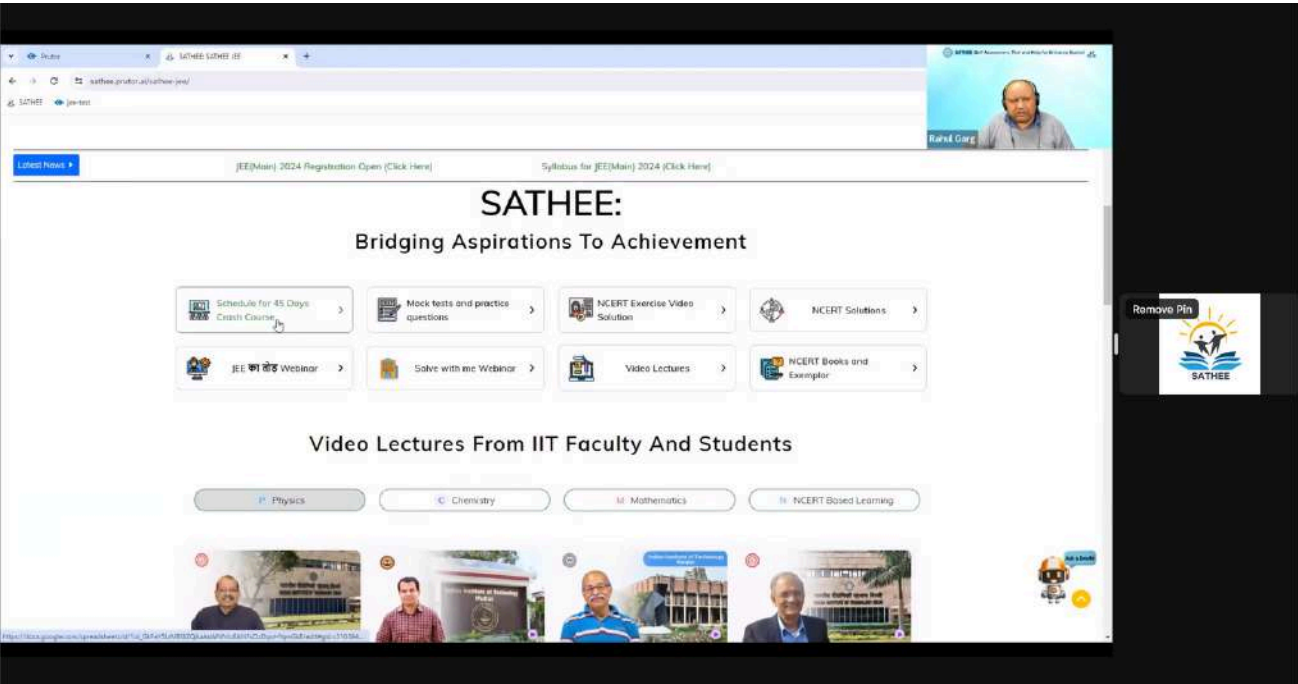 SATHEE SATHEE JEE
sathee.prutor.ai/sathee-jee/
SATHEE
jee-test
Rahul Garg
Latest News
JEE(Main) 2024 Registration Open (Click Here)
Syllabus for JEE(Main) 2024 (Click Here)
SATHEE:
Bridging Aspirations To Achievement
Schedule for 45 Days
Crash Course
Mock tests and practice
questions
NCERT Exercise Video
Solution
NCERT Solutions
JEE का तोड़ Webinar
Solve with me Webinar
Video Lectures
NCERT Books and
Exemplar
Remove Pin
SATHEE
Video Lectures From IIT Faculty And Students
P Physics
C Chemistry
M Mathematics
N NCERT Based Learning